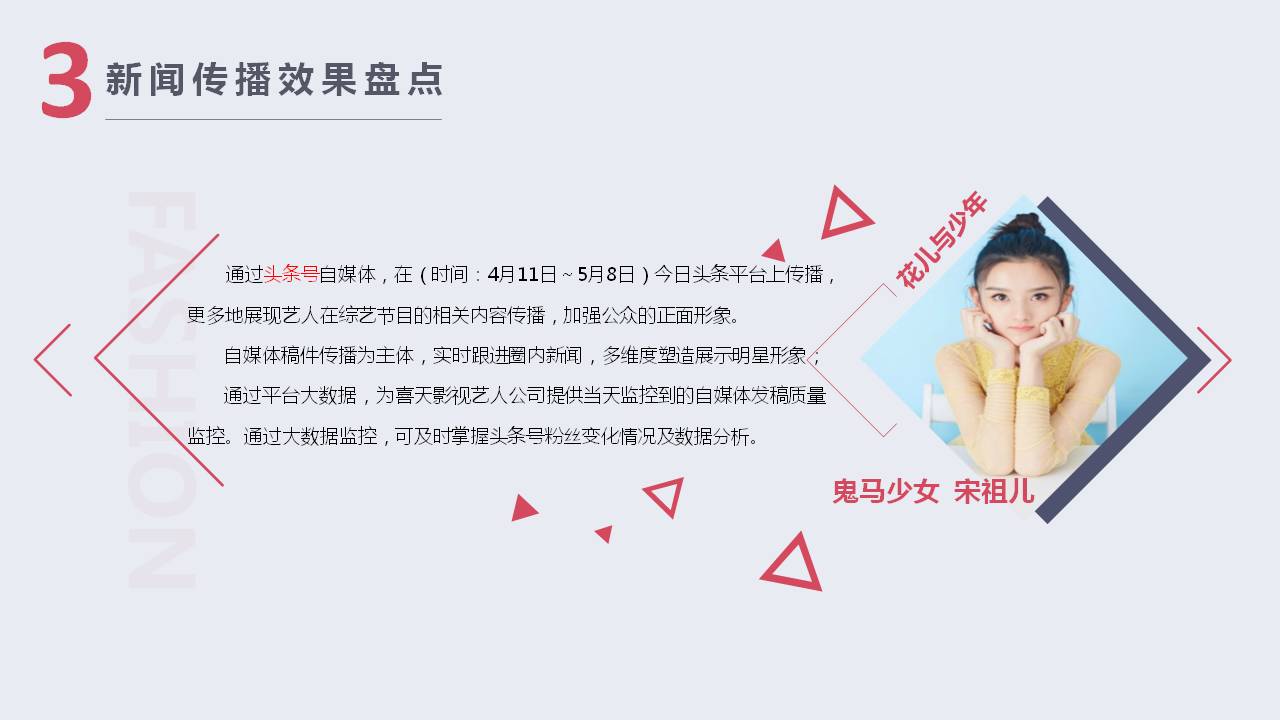 3
新闻传播效果盘点
FASHION
通过头条号自媒体，在（时间：4月11日～5月8日）今日头条平台上传播，
更多地展现艺人在综艺节目的相关内容传播，加强公众的正面形象。
自媒体稿件传播为主体，实时跟进圈内新闻，多维度塑造展示明星形象；
通过平台大数据，为喜天影视艺人公司提供当天监控到的自媒体发稿质量
监控。通过大数据监控，可及时掌握头条号粉丝变化情况及数据分析。
花儿与少年
鬼马少女 宋祖儿